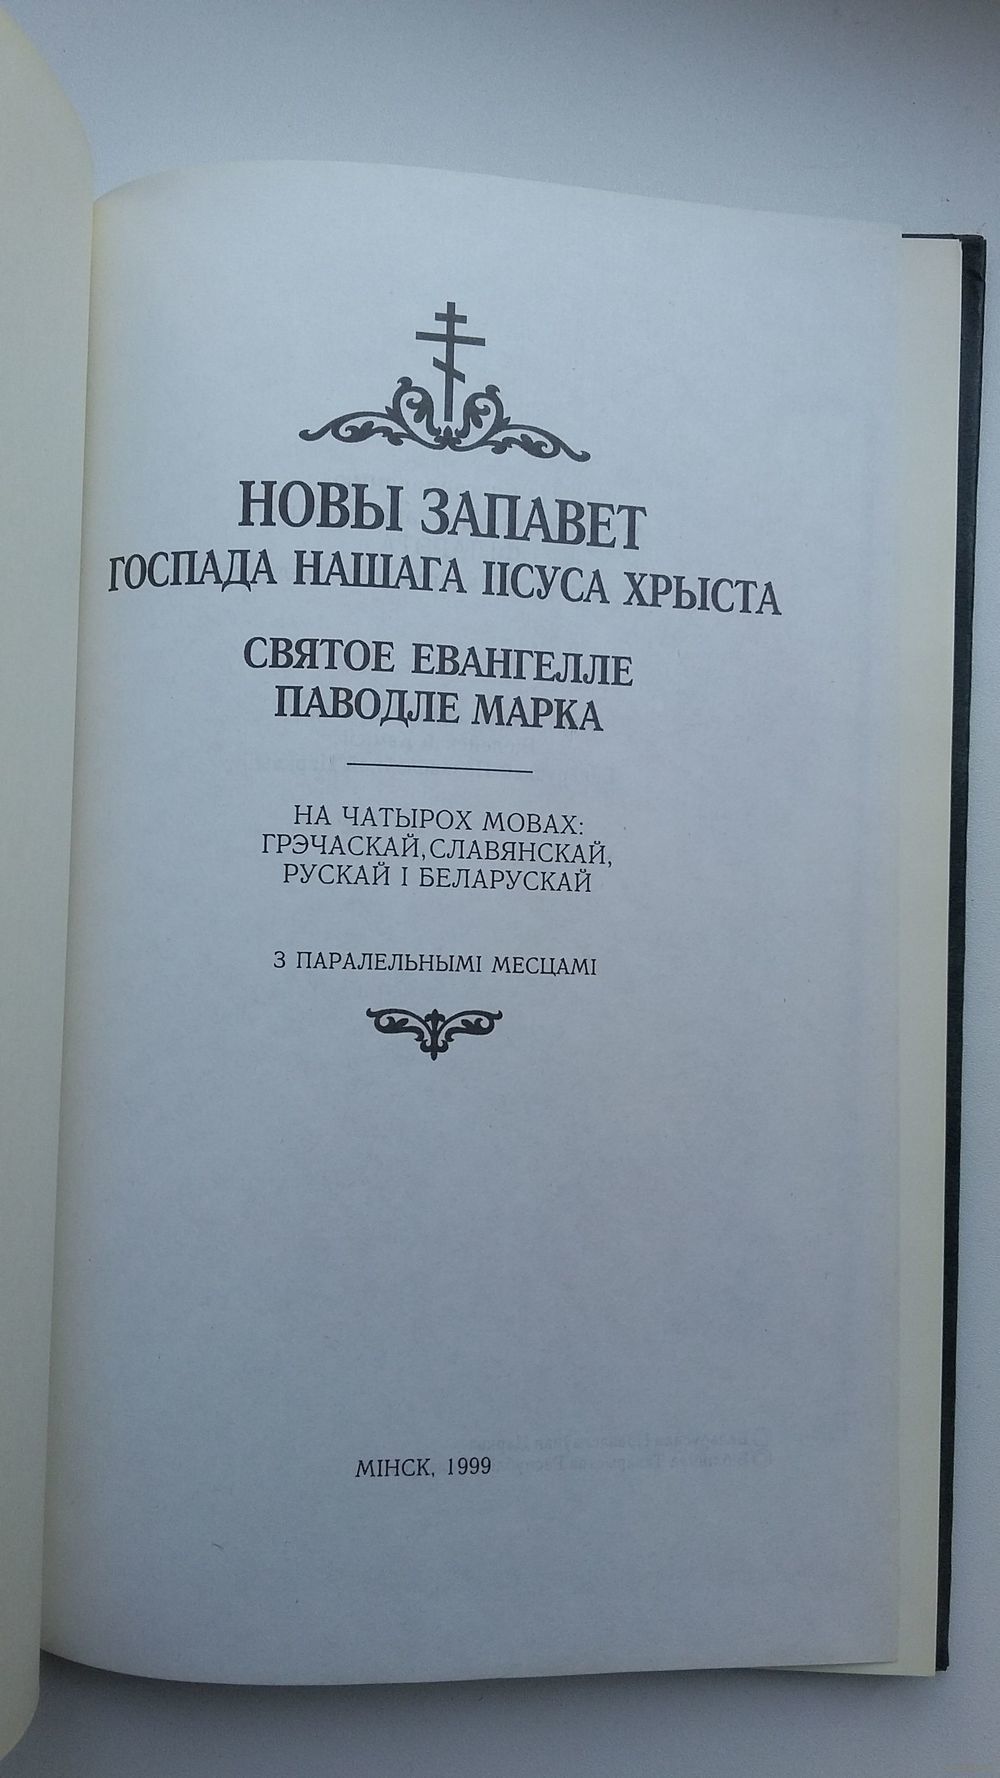 НОВЫ ЗАПАВЕТ
ГОСПАДА НАШАГА ІІСУСА ХРЫСТА
СВЯТОЕ ЕВАНГЕЛЛЕ
ПАВОДЛЕ МАРКА
НА ЧАТЫРОХ МОВАХ:
ГРЭЧАСКАЙ, СЛАВЯНСКАЙ,
РУСКАЙ І БЕЛАРУСКАЙ
З ПАРАЛЕЛЬНЫМІ МЕСЦАМІ
МІНСК, 1999